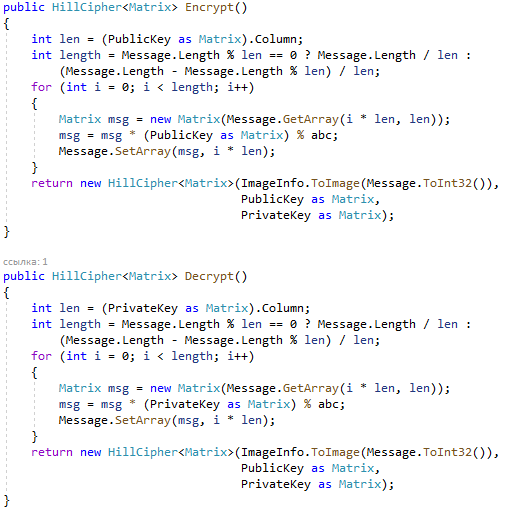 public HillCipher<Matrix> Encrypt()
{
    int len = (PublicKey as Matrix).Column;
    int length = Message.Length % len == 0 ? Message.Length / len :
        (Message.Length - Message.Length % len) / len;
    for (int i = 0; i < length; i++)
    {
        Matrix msg = new Matrix(Message.GetArray(i * len, len));
        msg = msg * (PublicKey as Matrix) % abc;
        Message.SetArray(msg, i * len);
    }
    return new HillCipher<Matrix>(ImageInfo.ToImage(Message.ToInt32()),
                                  PublicKey as Matrix,
                                  PrivateKey as Matrix);
}
ссылка: 1
public HillCipher<Matrix> Decrypt()
{
    int len = (PrivateKey as Matrix).Column;
    int length = Message.Length % len == 0 ? Message.Length / len :
        (Message.Length - Message.Length % len) / len;
    for (int i = 0; i < length; i++)
    {
        Matrix msg = new Matrix(Message.GetArray(i * len, len));
        msg = msg * (PrivateKey as Matrix) % abc;
        Message.SetArray(msg, i * len);
    }
    return new HillCipher<Matrix>(ImageInfo.ToImage(Message.ToInt32()),
                                  PublicKey as Matrix,
                                  PrivateKey as Matrix);
}